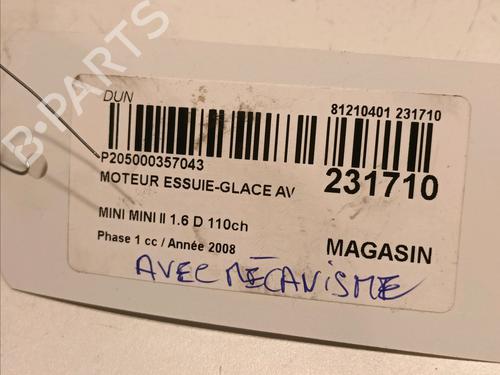 B-PARTS
DUN
81210401 231710
P205000357043
MOTEUR ESSUIE-GLACE AV
231710
MINI MINI II 1.6 D 110ch
Phase 1 cc / Année 2008
MAGASIN
AVEC MÉCANISME